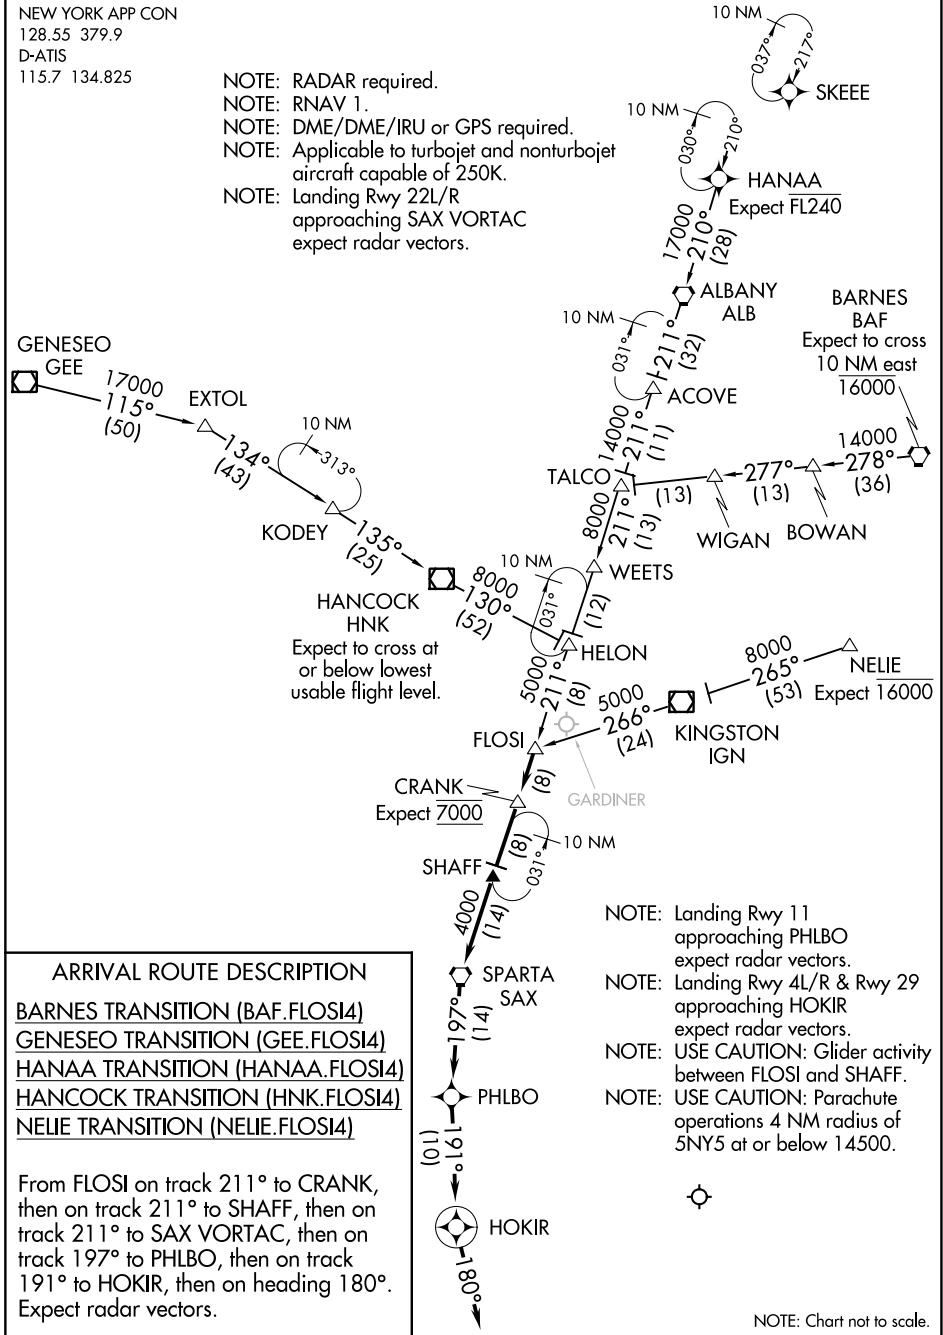 NEW YORK APP CON
128.55 379.9
D-ATIS
115.7 134.825
NOTE: RADAR required.
NOTE: RNAV 1.
NOTE: DME/DME/IRU or GPS required.
NOTE: Applicable to turbojet and nonturbojet
aircraft capable of 250K.
NOTE: Landing Rwy 22L/R
approaching SAX VORTAC
expect radar vectors.
10 NM
037°
217°
SKEEE
10 NM
030°
210°
HANAA
Expect FL240
17000
210°
(28)
ALBANY
ALB
10 NM
031°
211°
(32)
ACOVE
BARNES
BAF
Expect to cross
10 NM east
16000
GENESEO
GEE
17000
115°
(50)
EXTOL
134°
(43)
10 NM
313°
KODEY
135°
(25)
14000
211°
(11)
TALCO
14000
278°
(36)
277°
(13)
(13)
WIGAN
BOWAN
8000
211°
(13)
WEETS
10 NM
031°
(12)
HANCOCK
HNK
Expect to cross at
or below lowest
usable flight level.
8000
130°
(52)
HELON
8000
265°
(53)
NELIE
Expect 16000
5000
211°
(8)
5000
266°
(24)
KINGSTON
IGN
FLOSI
GARDINER
(8)
CRANK
Expect 7000
(8)
10 NM
031°
SHAFF
4000
(14)
SPARTA
SAX
197°
(14)
PHLBO
191°
(10)
HOKIR
180°
NOTE: Landing Rwy 11
approaching PHLBO
expect radar vectors.
NOTE: Landing Rwy 4L/R & Rwy 29
approaching HOKIR
expect radar vectors.
NOTE: USE CAUTION: Glider activity
between FLOSI and SHAFF.
NOTE: USE CAUTION: Parachute
operations 4 NM radius of
5NY5 at or below 14500.
ARRIVAL ROUTE DESCRIPTION
BARNES TRANSITION (BAF.FLOSI4)
GENESEO TRANSITION (GEE.FLOSI4)
HANAA TRANSITION (HANAA.FLOSI4)
HANCOCK TRANSITION (HNK.FLOSI4)
NELIE TRANSITION (NELIE.FLOSI4)
From FLOSI on track 211° to CRANK,
then on track 211° to SHAFF, then on
track 211° to SAX VORTAC, then on
track 197° to PHLBO, then on track
191° to HOKIR, then on heading 180°.
Expect radar vectors.
NOTE: Chart not to scale.